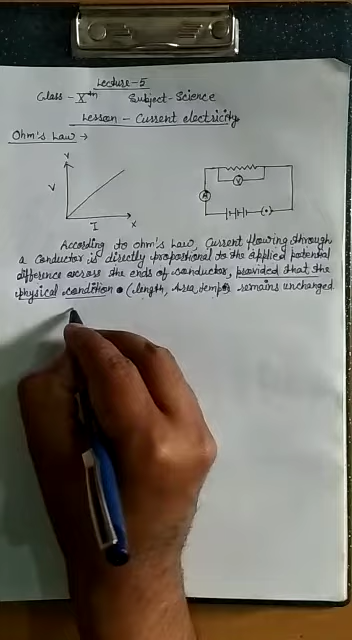 Lecture-5
Class - Xth Subject-Science
Lesson - Current electricity
Ohm's Law →
V
V
I
X
V
A
According to ohm's Law, Current flowing through
a conductor is directly proportional to the applied potential
difference across the ends of conductor, provided that the
physical condition (length, Area, temp) remains unchanged